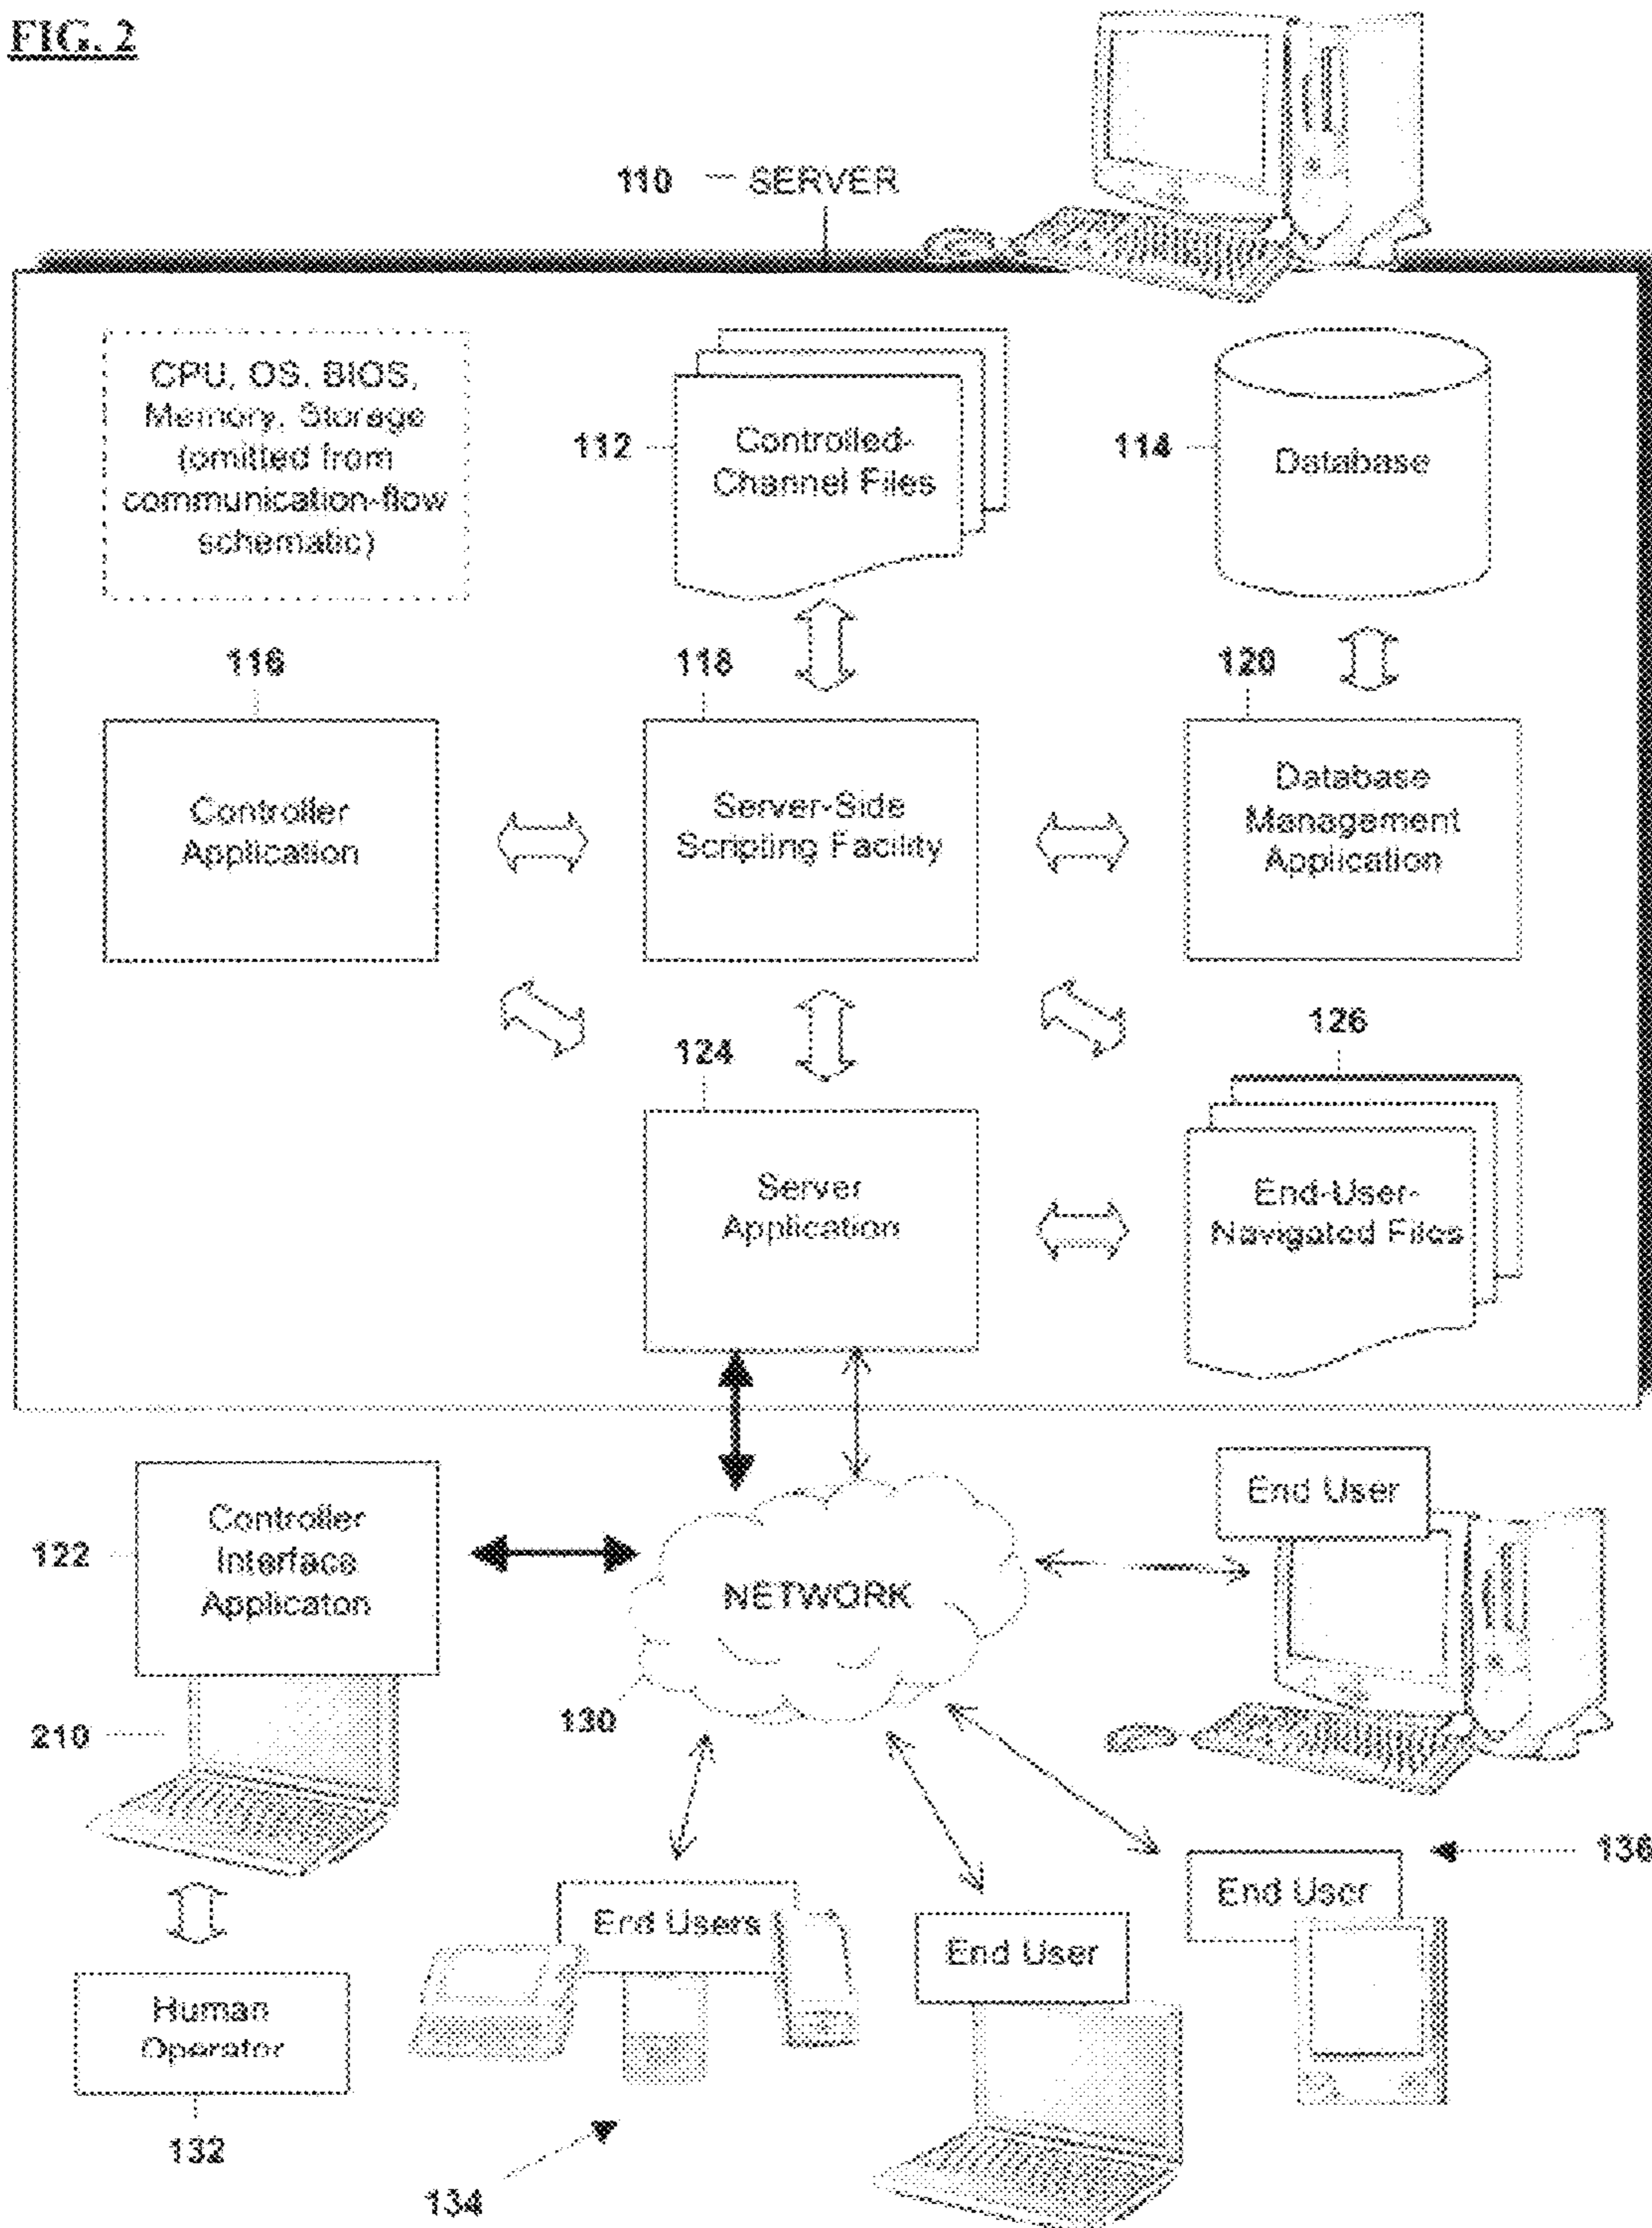 FIG. 2
110 SERVER
CPU, OS, BIOS,
Memory, Storage
(omitted from
communication-flow
schematic)
112
Controlled-
Channel Files
114
Database
116
118
120
Controller
Application
Server-Side
Scripting Facility
Database
Management
Application
124
126
Server
Application
End-User-
Navigated Files
122
Controller
Interface
Applicaton
NETWORK
End User
210
130
136
End Users
End User
End User
Human
Operator
132
134